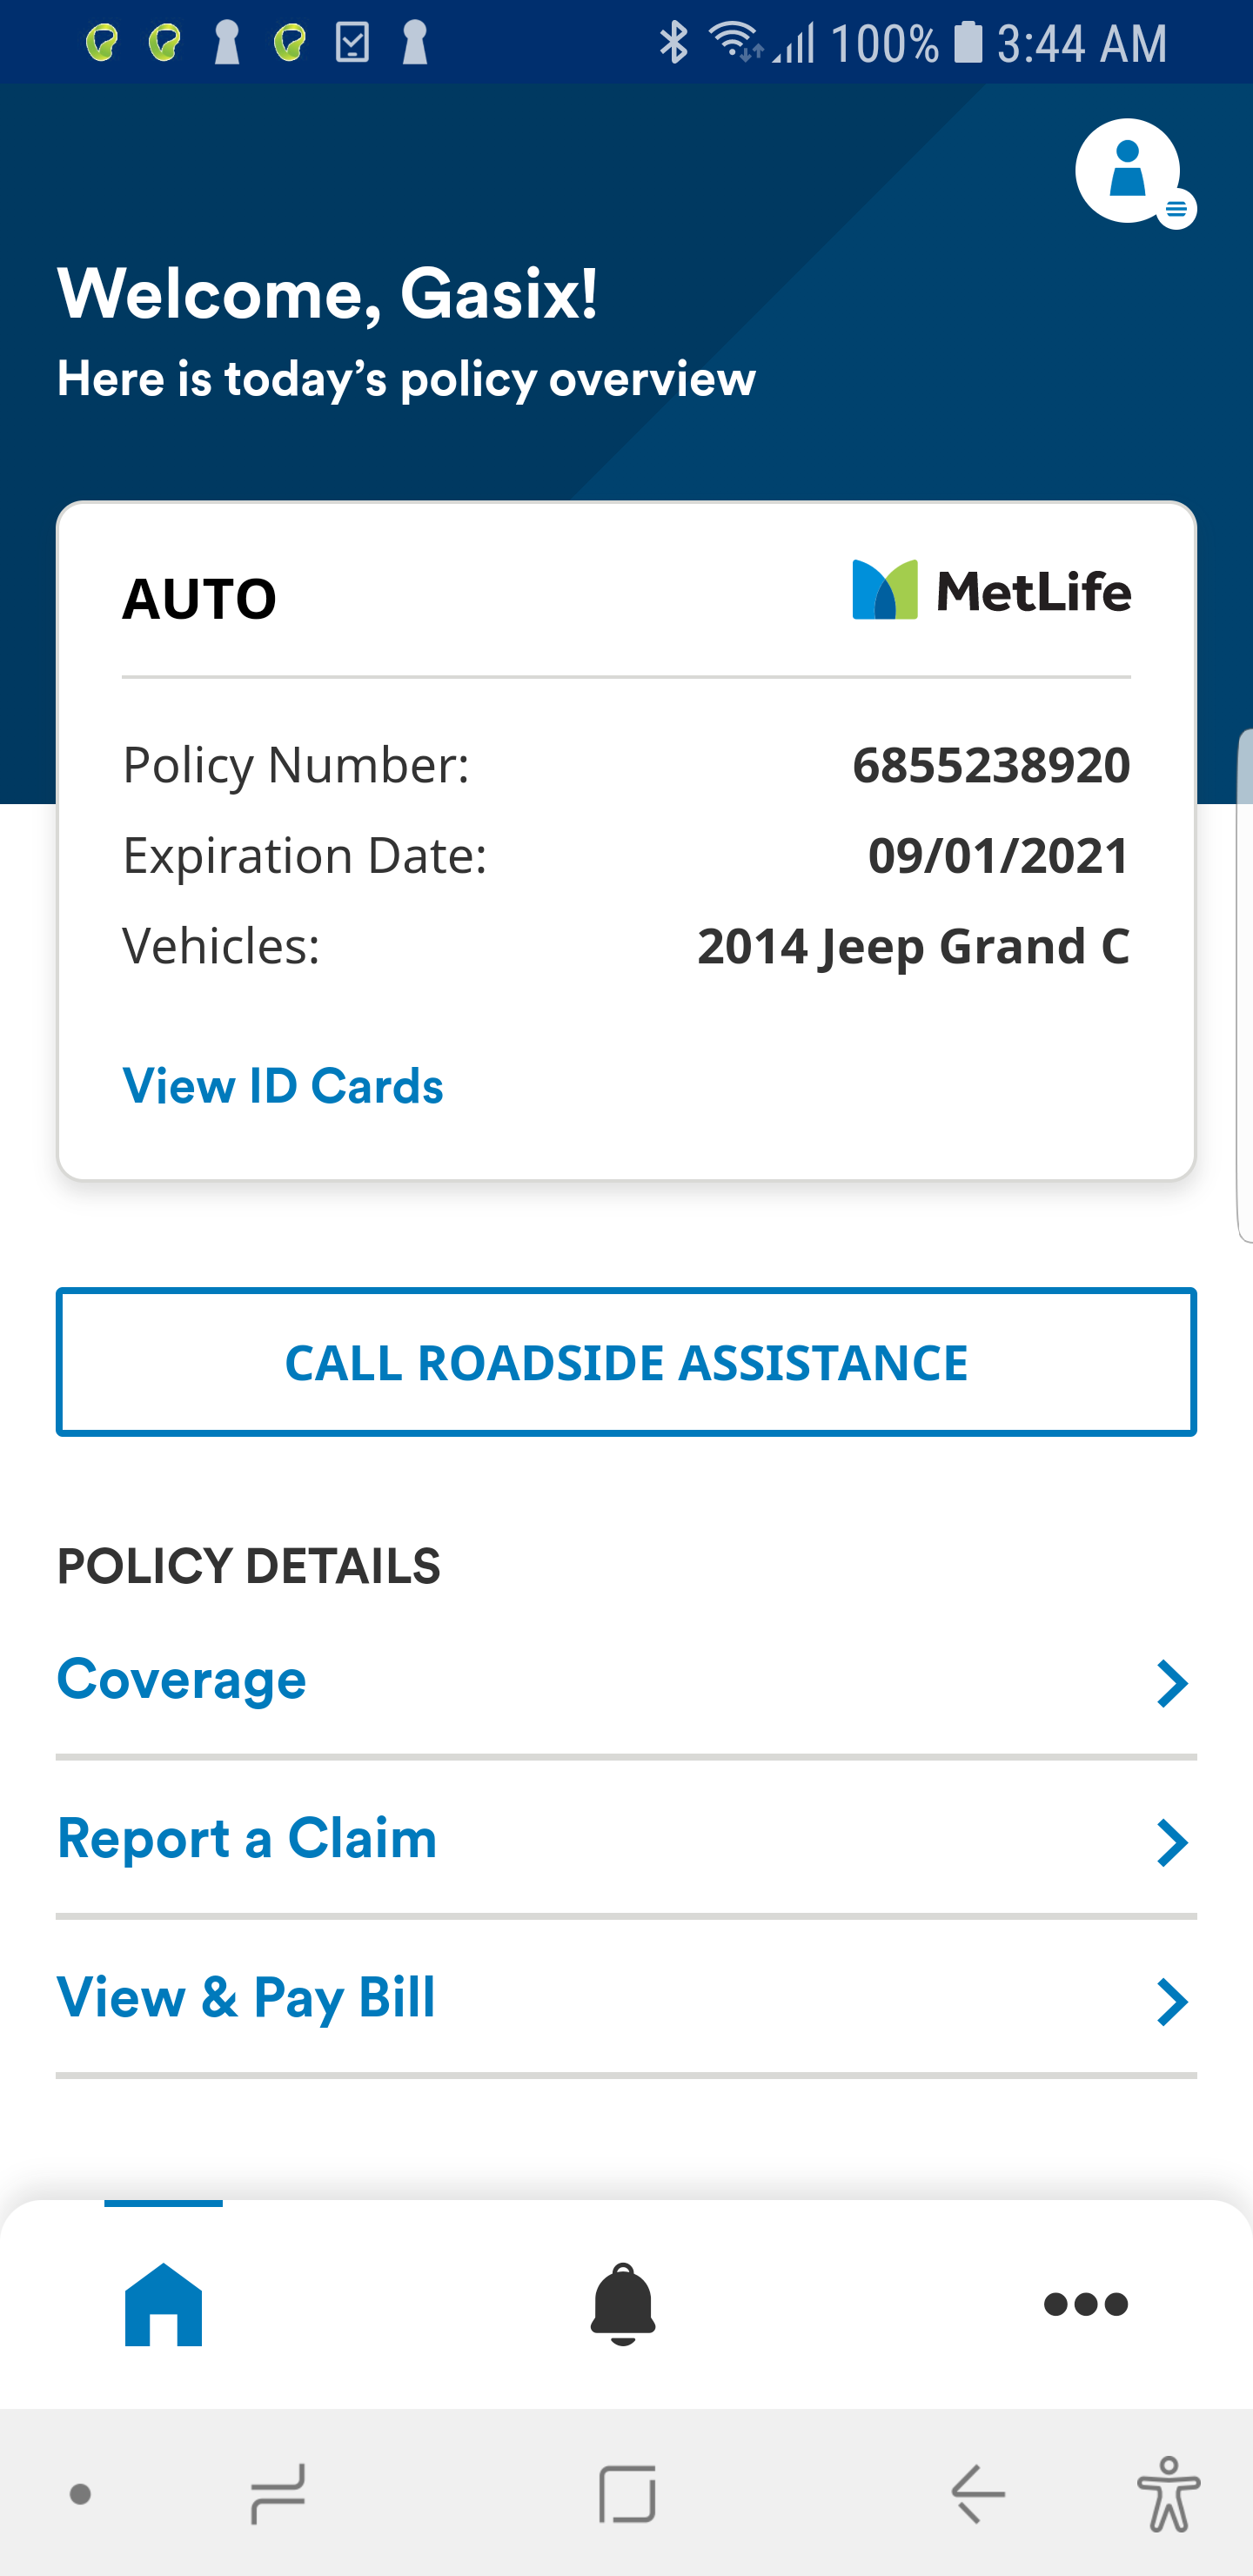 100% 3:44 AM
Welcome, Gasix!
Here is today’s policy overview
AUTO
MetLife
Policy Number: 6855238920
Expiration Date: 09/01/2021
Vehicles: 2014 Jeep Grand C
View ID Cards
CALL ROADSIDE ASSISTANCE
POLICY DETAILS
Coverage
Report a Claim
View & Pay Bill